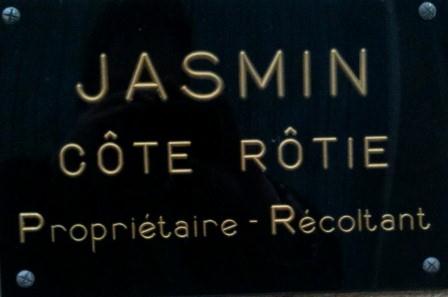 JASMIN
CÔTE RÔTIE
Propriétaire - Récoltant